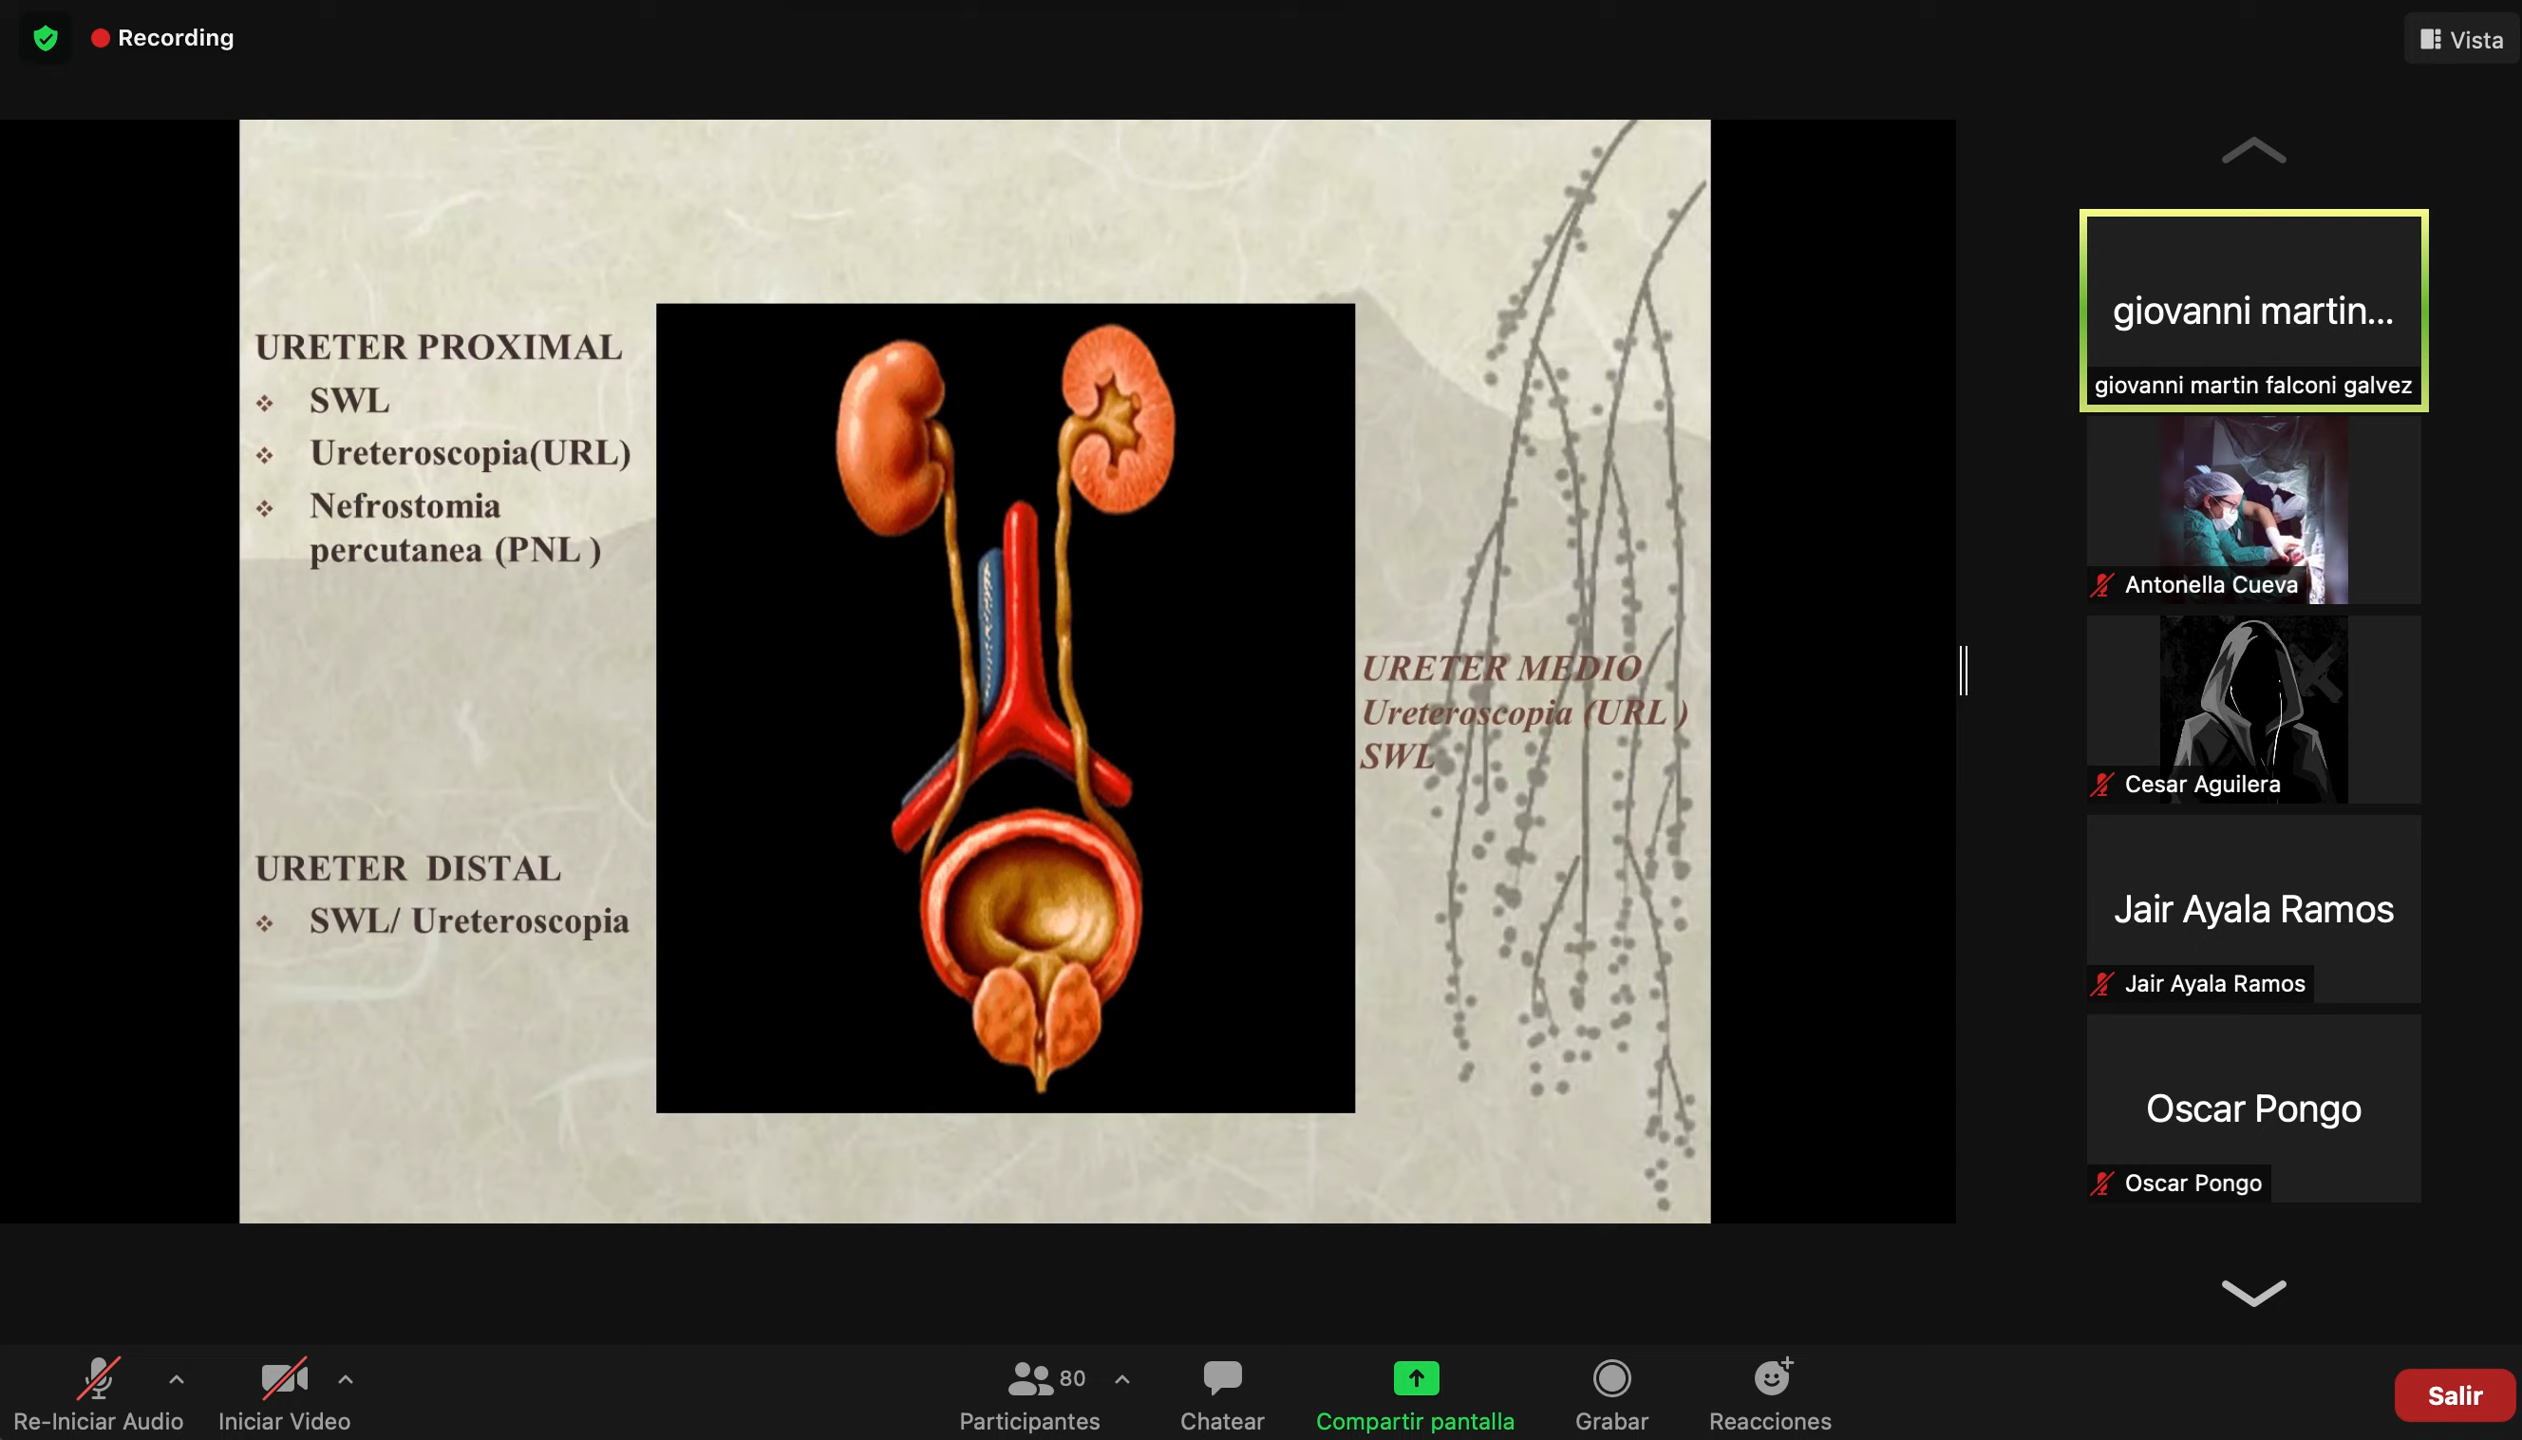 Recording
Vista
URETER PROXIMAL
❖ SWL
❖ Ureteroscopia(URL)
❖ Nefrostomia
percutanea (PNL )
URETER MEDIO
Ureteroscopia (URL )
SWL
URETER DISTAL
❖ SWL/ Ureteroscopia
giovanni martin...
giovanni martin falconi galvez
Antonella Cueva
Cesar Aguilera
Jair Ayala Ramos
Jair Ayala Ramos
Oscar Pongo
Oscar Pongo
Re-Iniciar Audio
Iniciar Video
80
Participantes
Chatear
Compartir pantalla
Grabar
Reacciones
Salir